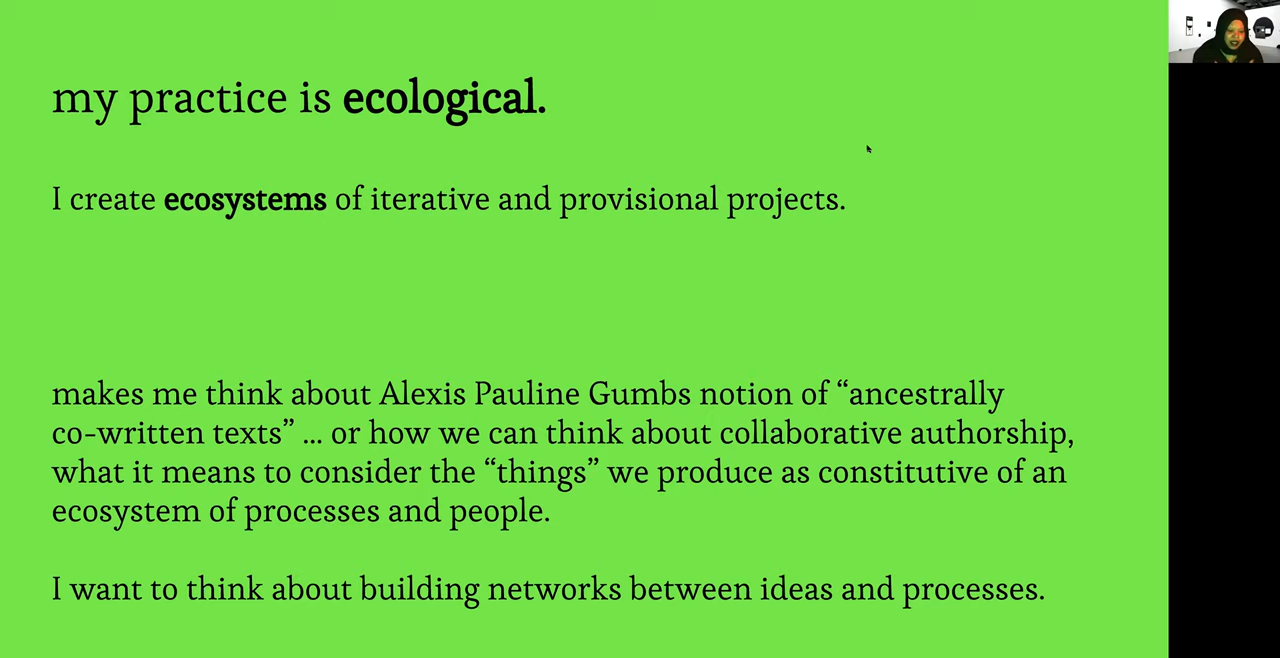 my practice is ecological.
I create ecosystems of iterative and provisional projects.
makes me think about Alexis Pauline Gumbs notion of “ancestrally
co-written texts” ... or how we can think about collaborative authorship,
what it means to consider the “things” we produce as constitutive of an
ecosystem of processes and people.
I want to think about building networks between ideas and processes.